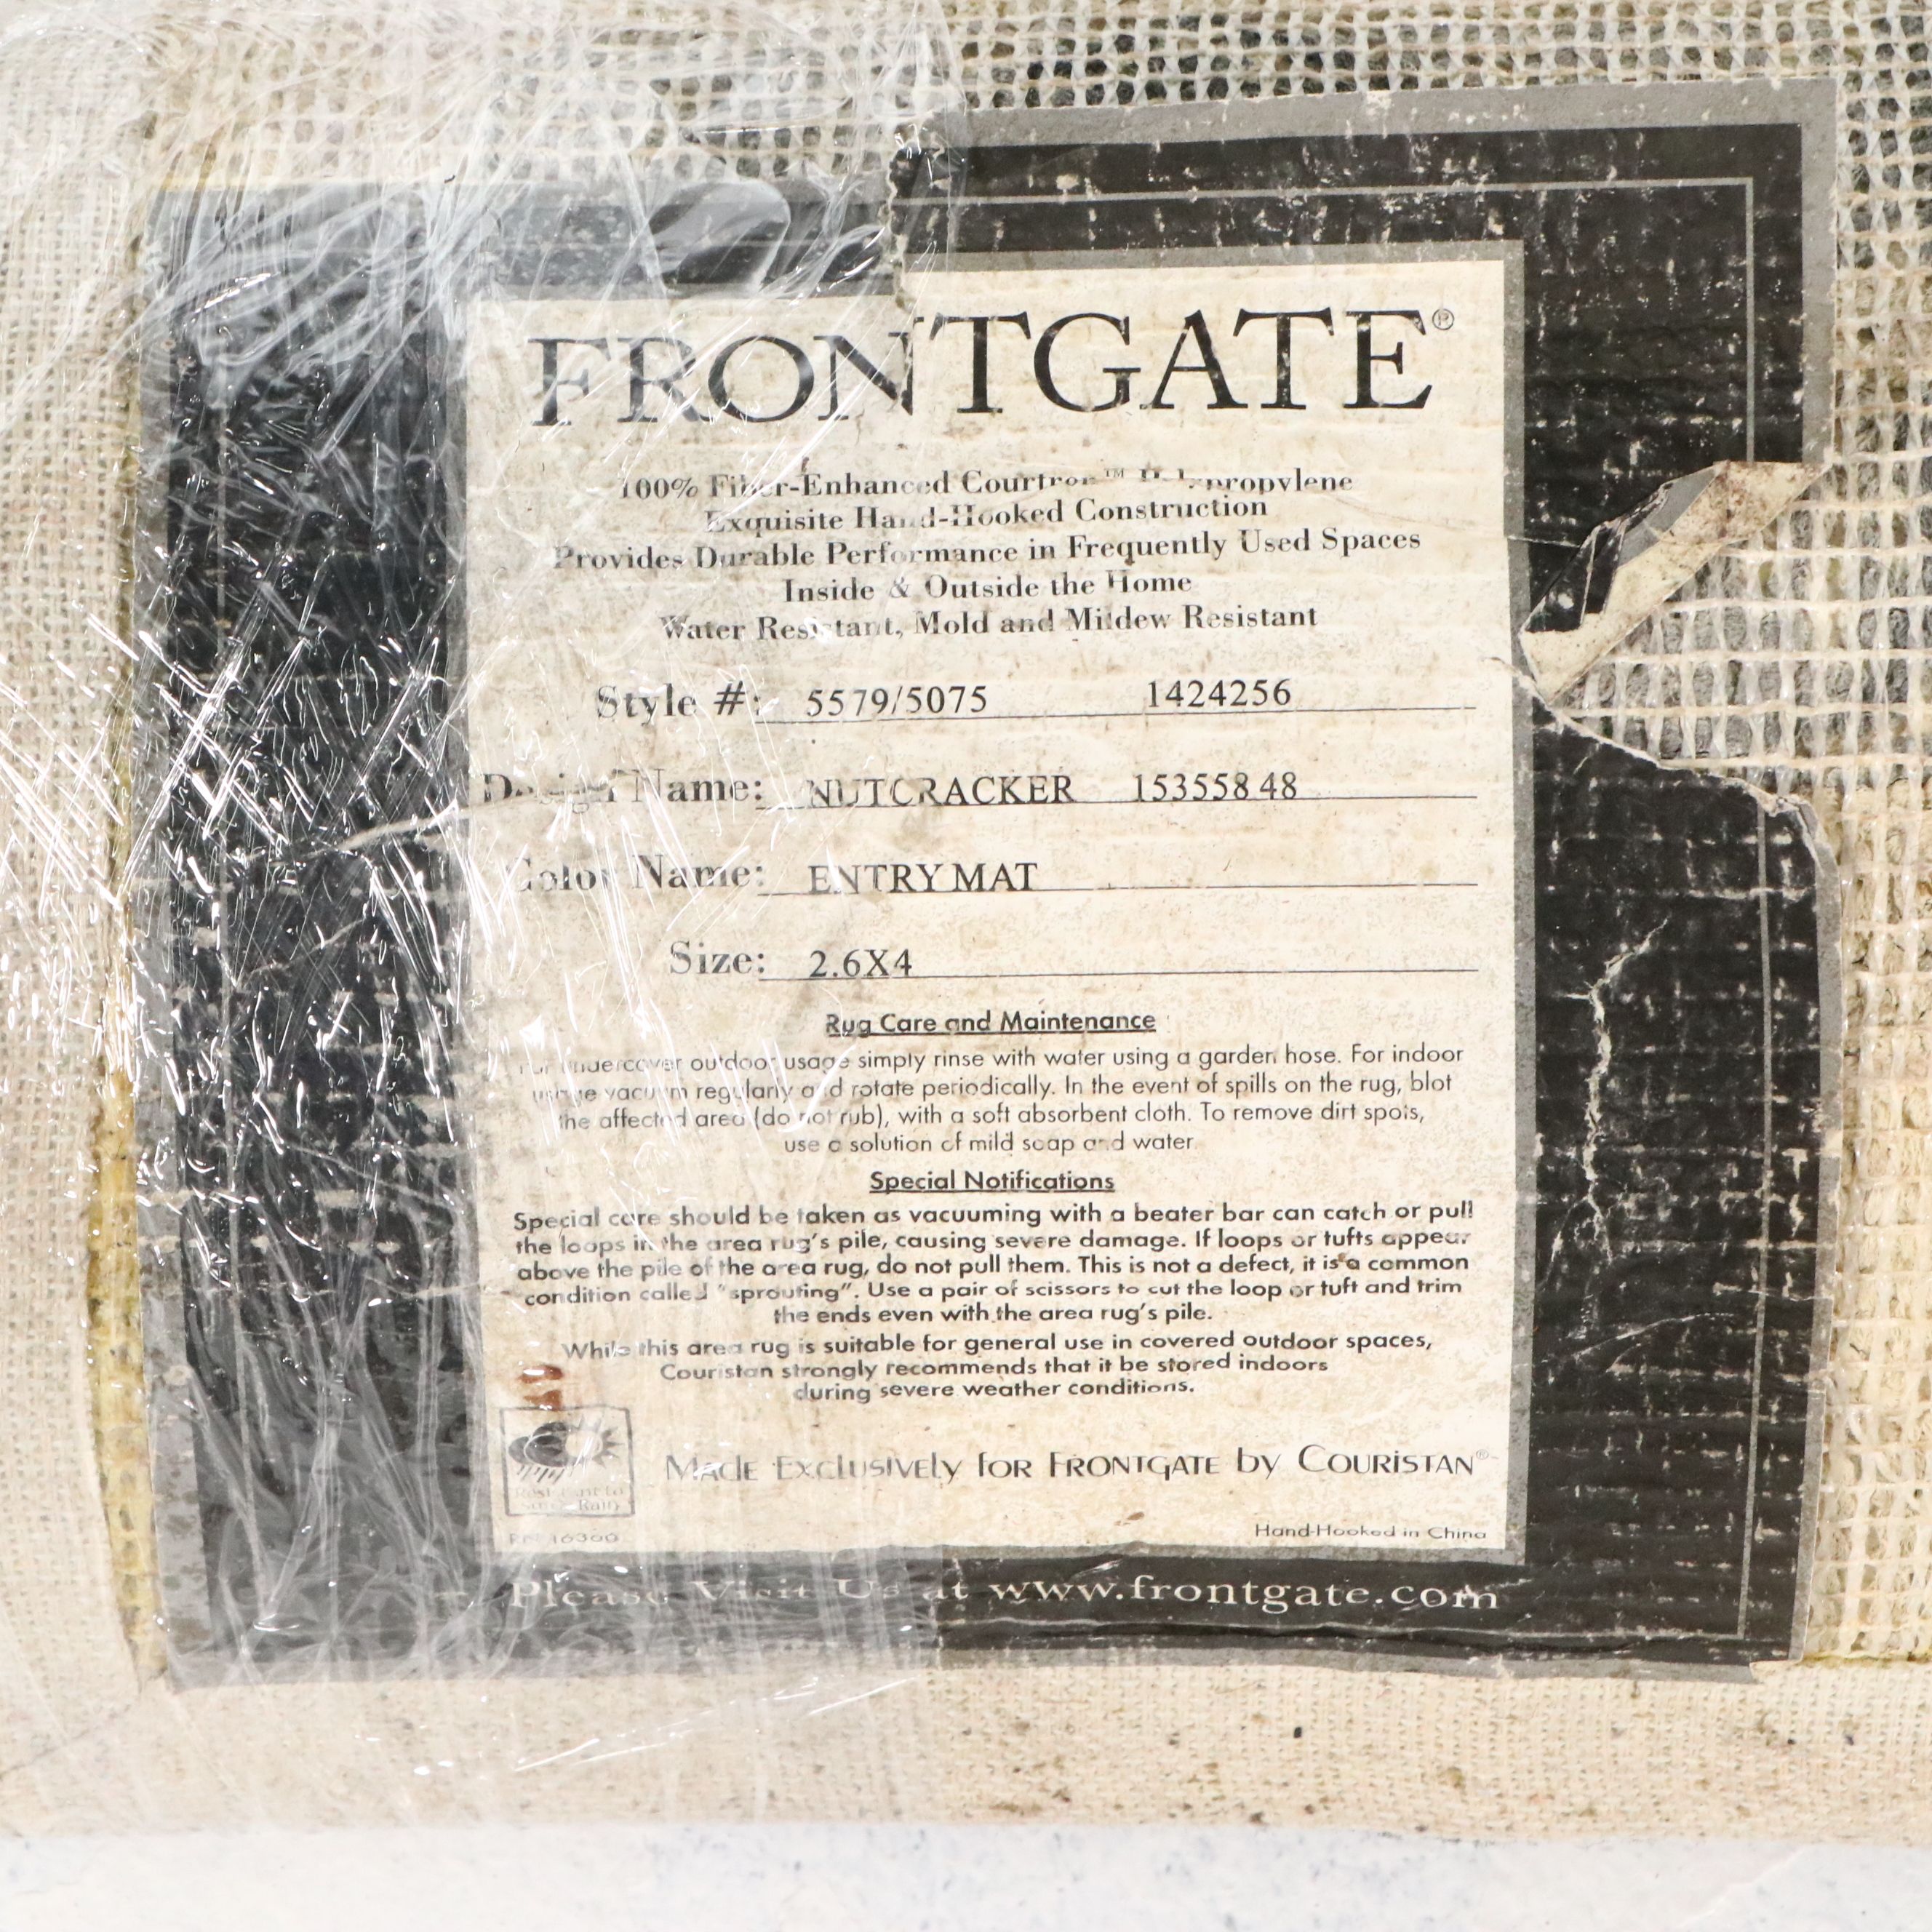 FRONTGATE®
100% Fiber-Enhanced Courtron™ Polypropylene
Exquisite Hand-Hooked Construction
Provides Durable Performance in Frequently Used Spaces
Inside & Outside the Home
Water Resistant, Mold and Mildew Resistant
Style #: 5579/5075 1424256
Design Name: NUTCRACKER 15355848
Color Name: ENTRY MAT
Size: 2.6X4
Rug Care and Maintenance
For undercover outdoor usage simply rinse with water using a garden hose. For indoor
usage vacuum regularly and rotate periodically. In the event of spills on the rug, blot
the affected area (do not rub), with a soft absorbent cloth. To remove dirt spots,
use a solution of mild soap and water.
Special Notifications
Special care should be taken as vacuuming with a beater bar can catch or pull
the loops in the area rug's pile, causing severe damage. If loops or tufts appear
above the pile of the area rug, do not pull them. This is not a defect, it is a common
condition called "sprouting". Use a pair of scissors to cut the loop or tuft and trim
the ends even with the area rug's pile.
While this area rug is suitable for general use in covered outdoor spaces,
Couristan strongly recommends that it be stored indoors
during severe weather conditions.
Resistant to
Rain
Made Exclusively for Frontgate by Couristan®
16360
Hand-Hooked in China
Please Visit Us at www.frontgate.com